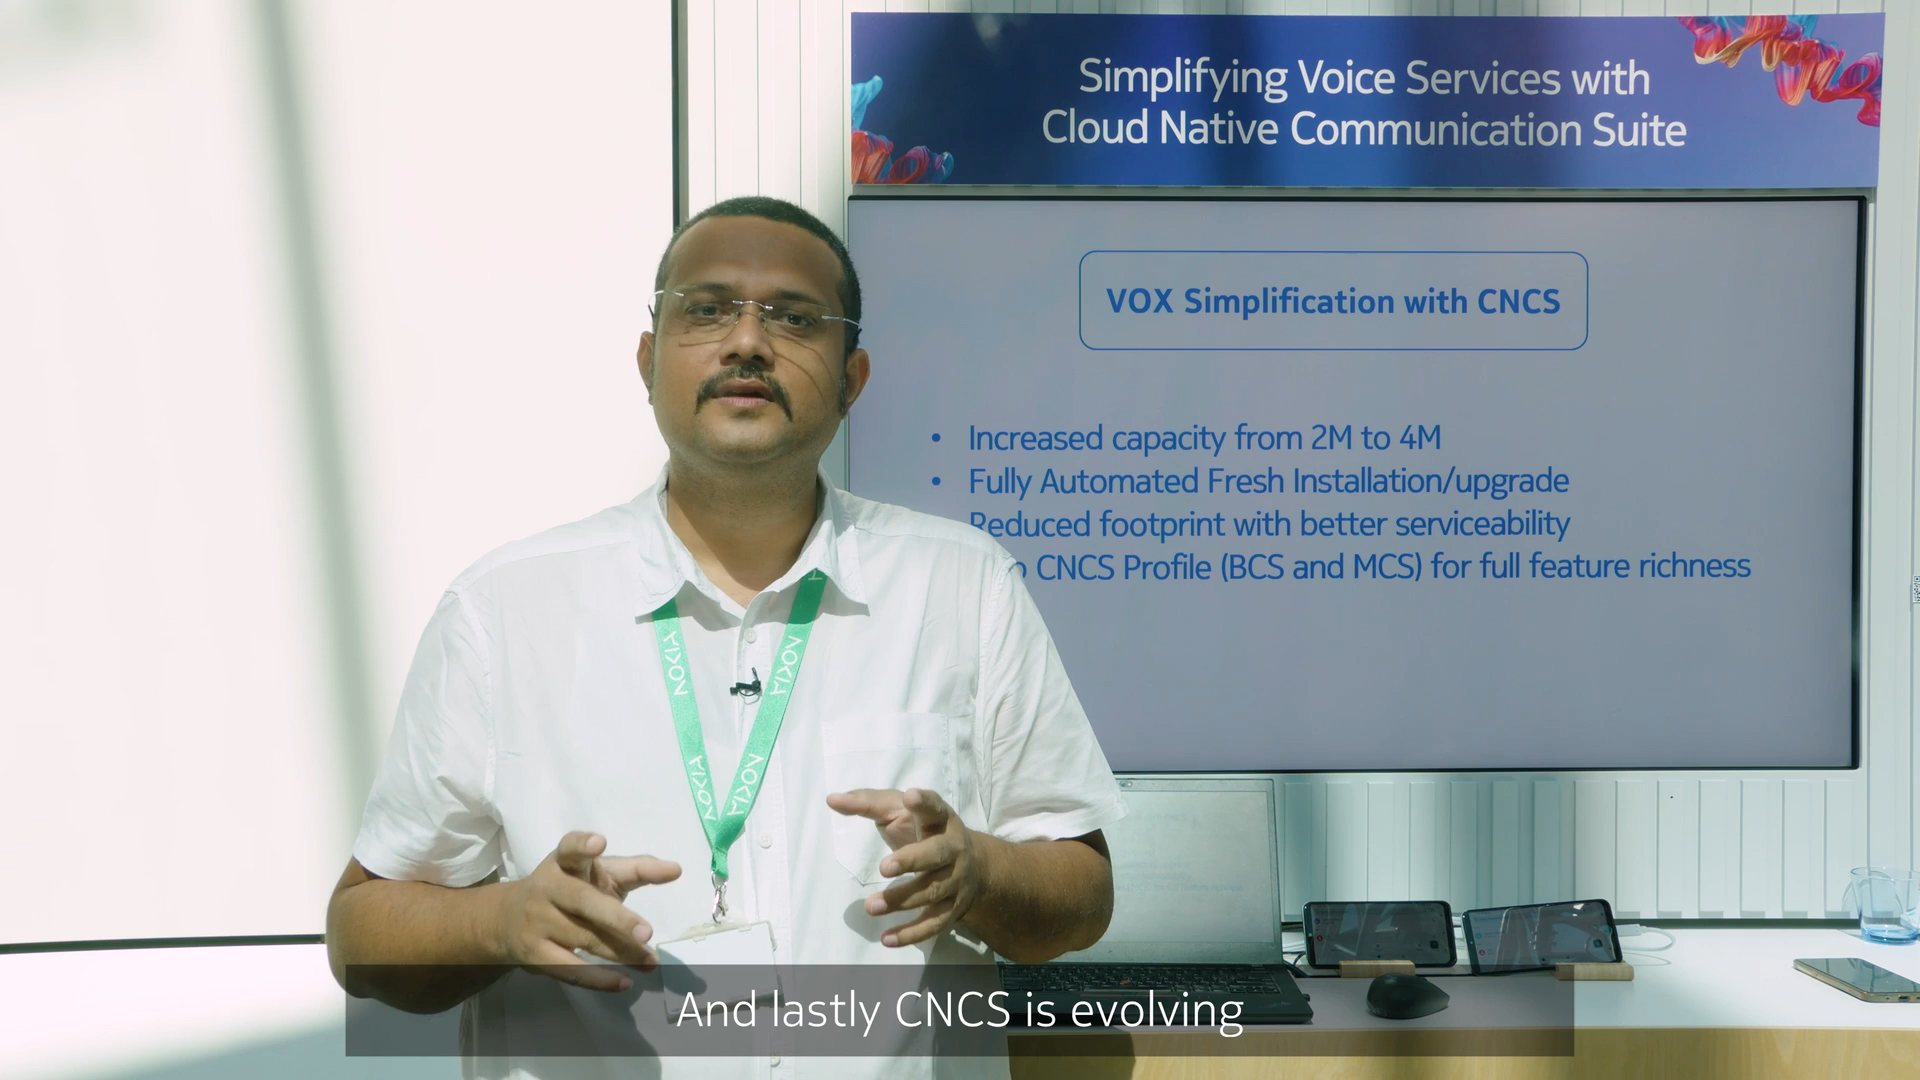 Simplifying Voice Services with
Cloud Native Communication Suite
VOX Simplification with CNCS
• Increased capacity from 2M to 4M
• Fully Automated Fresh Installation/upgrade
Reduced footprint with better serviceability
CNCS Profile (BCS and MCS) for full feature richness
NOKIA
NOKIA
NOKIA
NOKIA
And lastly CNCS is evolving